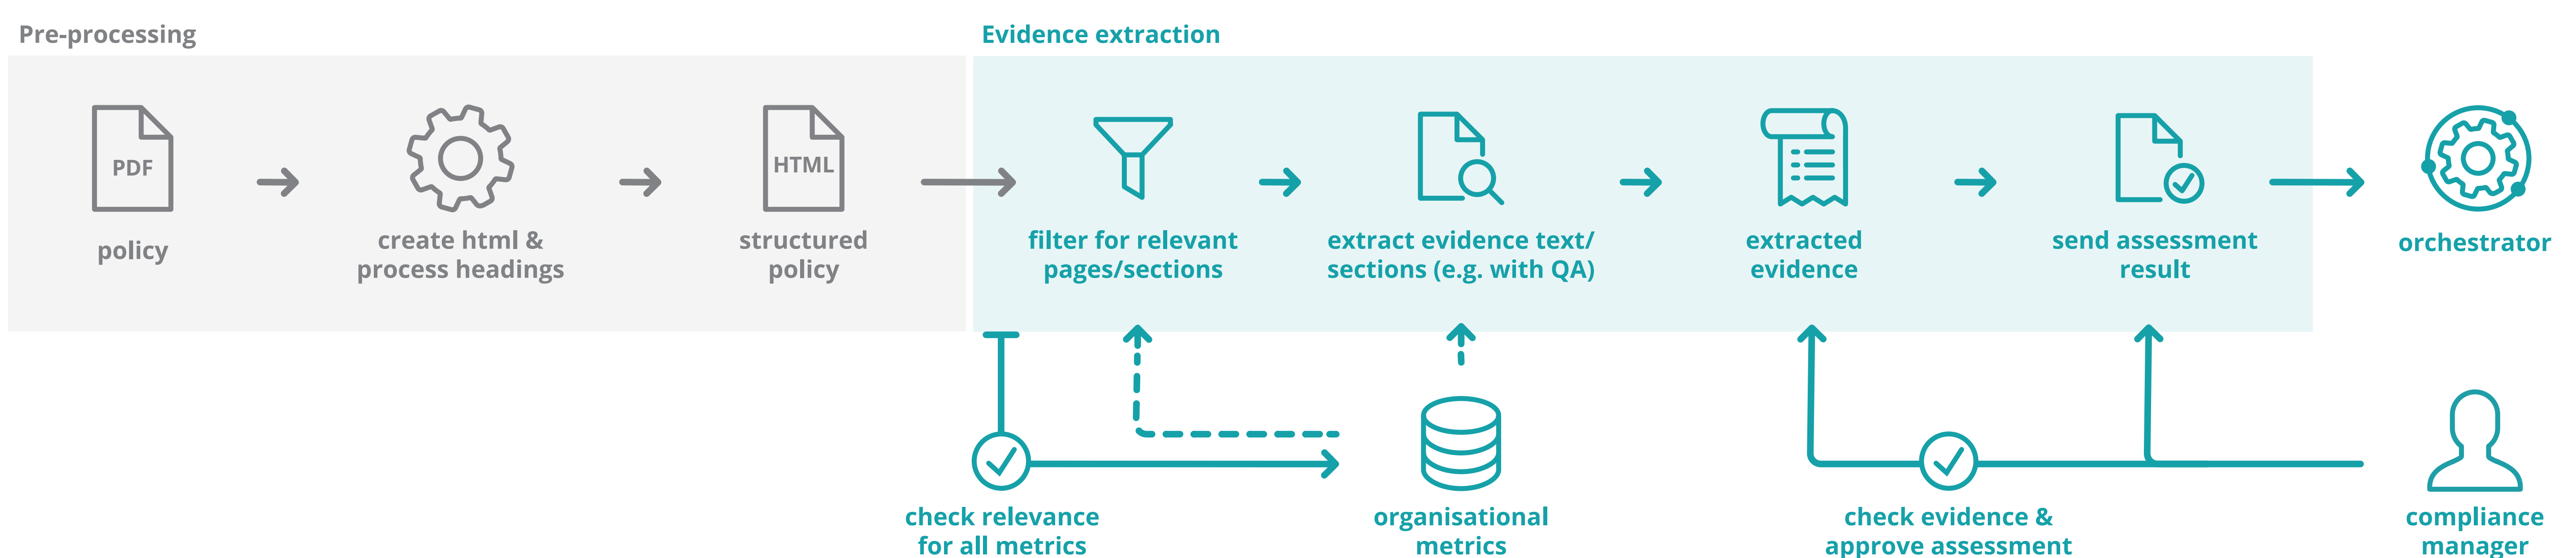 Pre-processing
Evidence extraction
PDF
HTML
policy
create html &
process headings
structured
policy
filter for relevant
pages/sections
extract evidence text/
sections (e.g. with QA)
extracted
evidence
send assessment
result
orchestrator
check relevance
for all metrics
organisational
metrics
check evidence &
approve assessment
compliance
manager